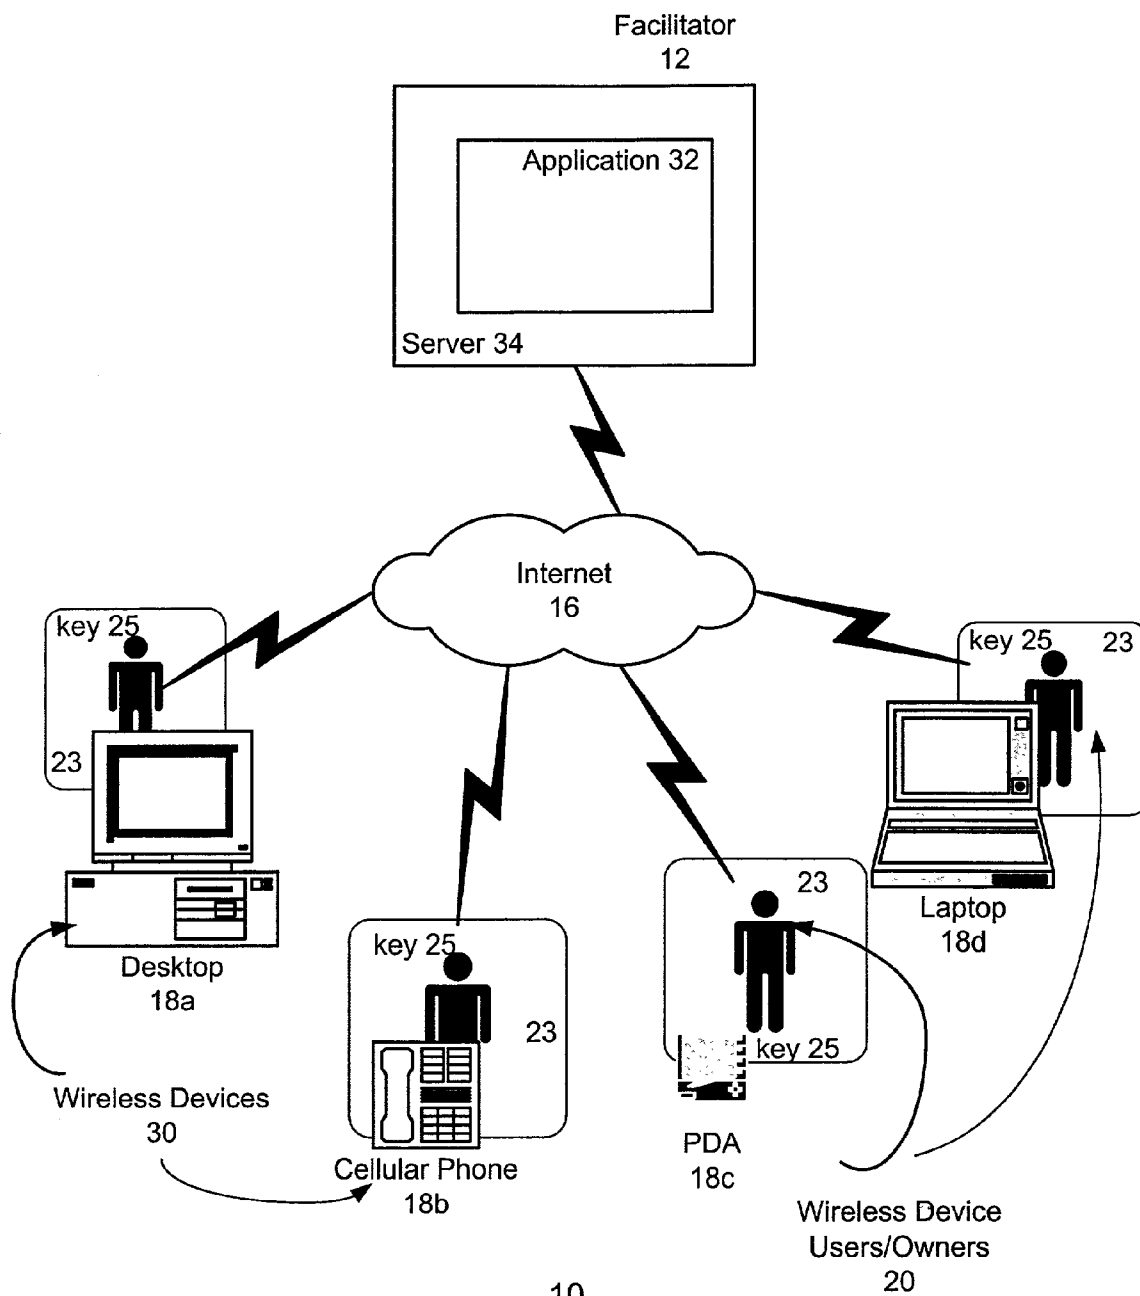 Facilitator
12
Application 32
Server 34
Internet
16
key 25
23
key 25
23
Desktop
18a
key 25
23
23
key 25
Laptop
18d
Wireless Devices
30
Cellular Phone
18b
PDA
18c
Wireless Device
Users/Owners
20
10